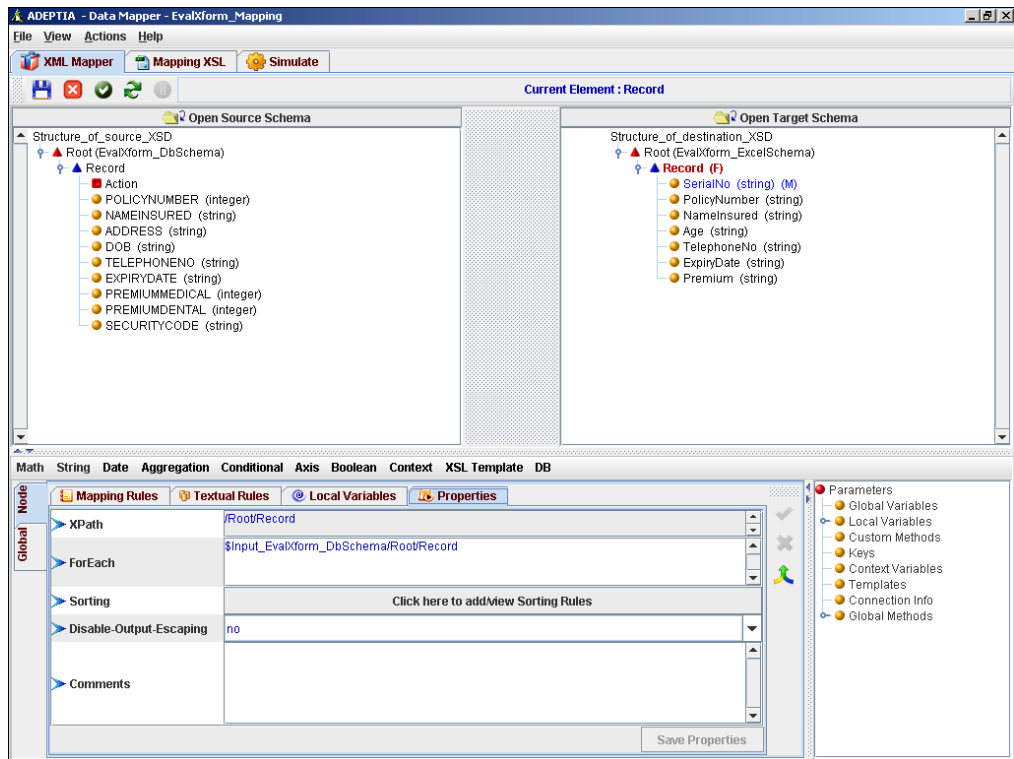 ADEPTIA - Data Mapper - EvalXform_Mapping
File View Actions Help
XML Mapper Mapping XSL Simulate
Current Element : Record
Open Source Schema
Structure_of_source_XSD
Root (EvalXform_DbSchema)
Record
Action
POLICYNUMBER (integer)
NAMEINSURED (string)
ADDRESS (string)
DOB (string)
TELEPHONENO (string)
EXPIRYDATE (string)
PREMIUMMEDICAL (integer)
PREMIUMDENTAL (integer)
SECURITYCODE (string)
Open Target Schema
Structure_of_destination_XSD
Root (EvalXform_ExcelSchema)
Record (F)
SerialNo (string) (M)
PolicyNumber (string)
NameInsured (string)
Age (string)
TelephoneNo (string)
ExpiryDate (string)
Premium (string)
Math String Date Aggregation Conditional Axis Boolean Context XSL Template DB
Node
Global
Mapping Rules Textual Rules Local Variables Properties
XPath /Root/Record
ForEach $Input_EvalXform_DbSchema/Root/Record
Sorting Click here to add/view Sorting Rules
Disable-Output-Escaping no
Comments
Save Properties
Parameters
Global Variables
Local Variables
Custom Methods
Keys
Context Variables
Templates
Connection Info
Global Methods